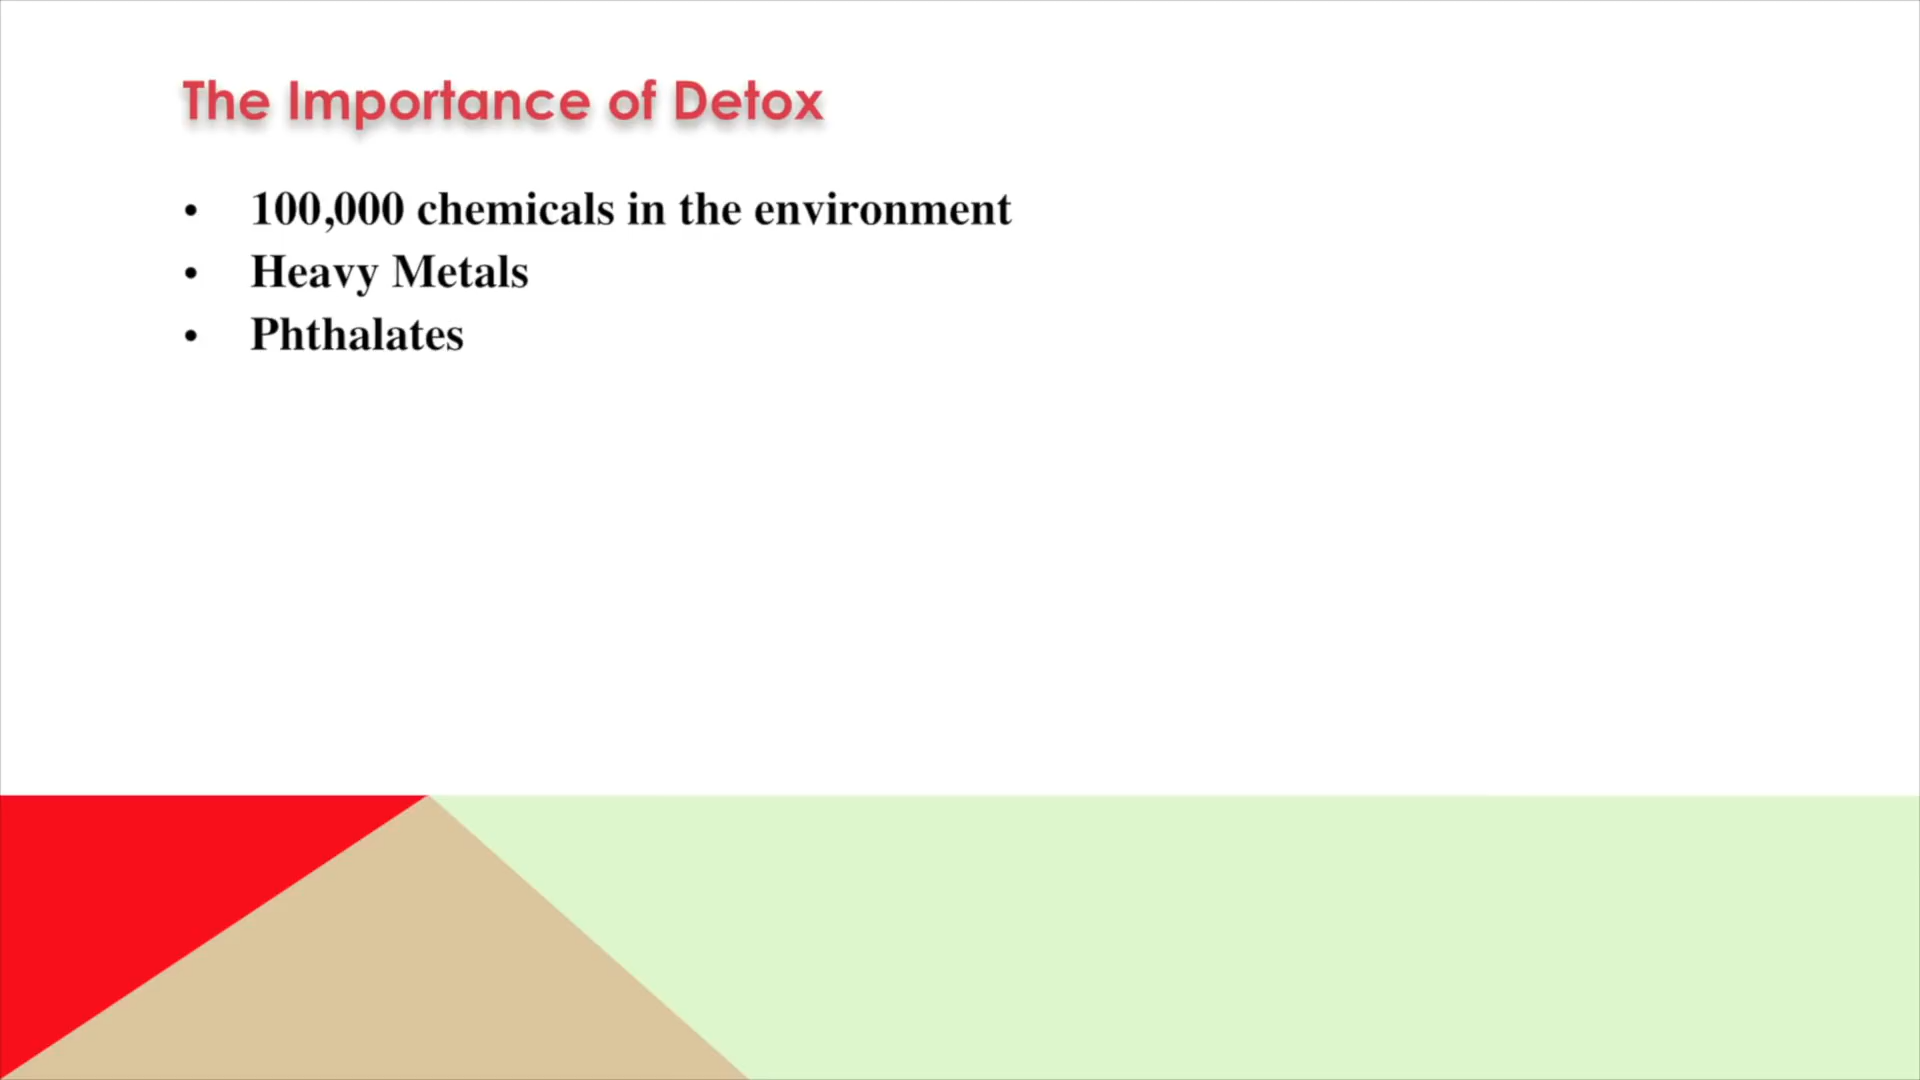 The Importance of Detox
• 100,000 chemicals in the environment
• Heavy Metals
• Phthalates